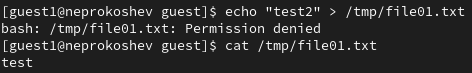 [guest1@neprokoshev guest]$ echo "test2" > /tmp/file01.txt
bash: /tmp/file01.txt: Permission denied
[guest1@neprokoshev guest]$ cat /tmp/file01.txt
test